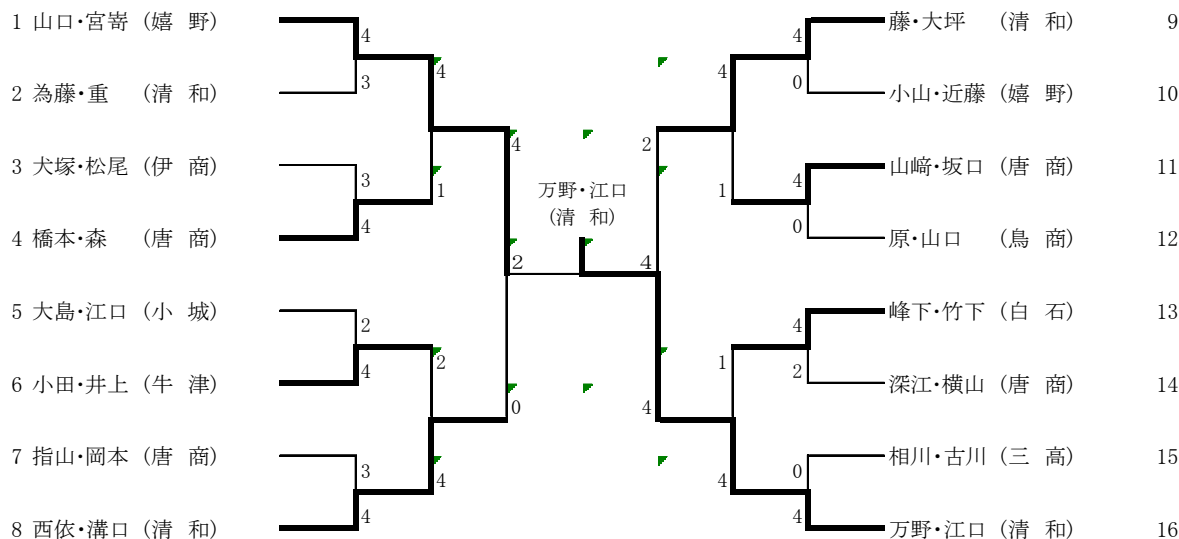 1 山口・宮嵜 (嬉 野)
4
3
2 為藤・重 (清 和)
4
3 犬塚・松尾 (伊 商)
3
4
4 橋本・森 (唐 商)
1
4
5 大島・江口 (小 城)
2
4
6 小田・井上 (牛 津)
2
7 指山・岡本 (唐 商)
3
4
8 西依・溝口 (清 和)
4
0
2
万野・江口
(清 和)
4
藤・大坪 (清 和) 9
4
0
小山・近藤 (嬉 野) 10
4
山﨑・坂口 (唐 商) 11
4
0
原・山口 (鳥 商) 12
1
2
峰下・竹下 (白 石) 13
4
2
深江・横山 (唐 商) 14
1
相川・古川 (三 高) 15
0
4
万野・江口 (清 和) 16
4
4